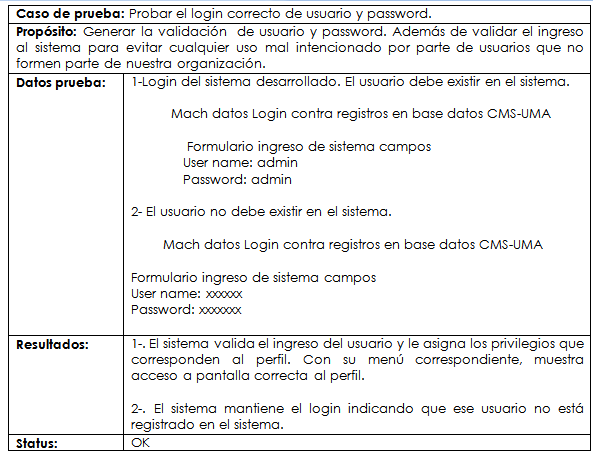 Caso de prueba: Probar el login correcto de usuario y password.
Propósito: Generar la validación de usuario y password. Además de validar el ingreso
al sistema para evitar cualquier uso mal intencionado por parte de usuarios que no
formen parte de nuestra organización.
Datos prueba: 1-Login del sistema desarrollado. El usuario debe existir en el sistema.
Mach datos Login contra registros en base datos CMS-UMA
Formulario ingreso de sistema campos
User name: admin
Password: admin
2- El usuario no debe existir en el sistema.
Mach datos Login contra registros en base datos CMS-UMA
Formulario ingreso de sistema campos
User name: xxxxxx
Password: xxxxxxx
Resultados: 1-. El sistema valida el ingreso del usuario y le asigna los privilegios que
corresponden al perfil. Con su menú correspondiente, muestra
acceso a pantalla correcta al perfil.
2-. El sistema mantiene el login indicando que ese usuario no está
registrado en el sistema.
Status: OK